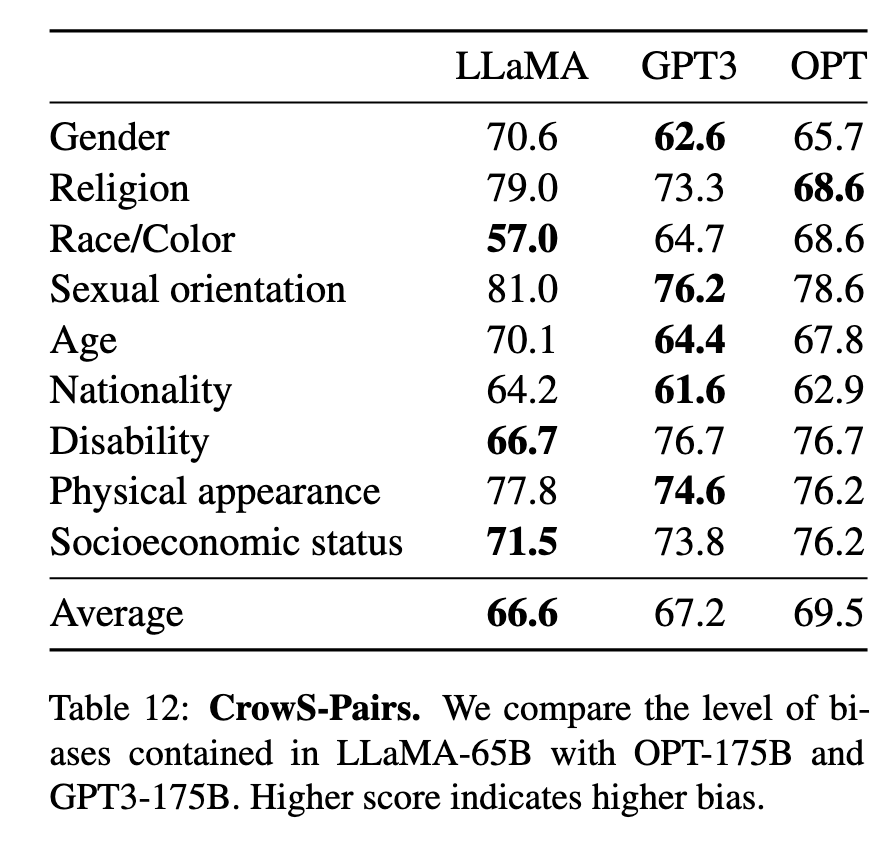 LLaMA GPT3 OPT
Gender 70.6 62.6 65.7
Religion 79.0 73.3 68.6
Race/Color 57.0 64.7 68.6
Sexual orientation 81.0 76.2 78.6
Age 70.1 64.4 67.8
Nationality 64.2 61.6 62.9
Disability 66.7 76.7 76.7
Physical appearance 77.8 74.6 76.2
Socioeconomic status 71.5 73.8 76.2
Average 66.6 67.2 69.5
Table 12: CrowS-Pairs. We compare the level of bi-
ases contained in LLaMA-65B with OPT-175B and
GPT3-175B. Higher score indicates higher bias.